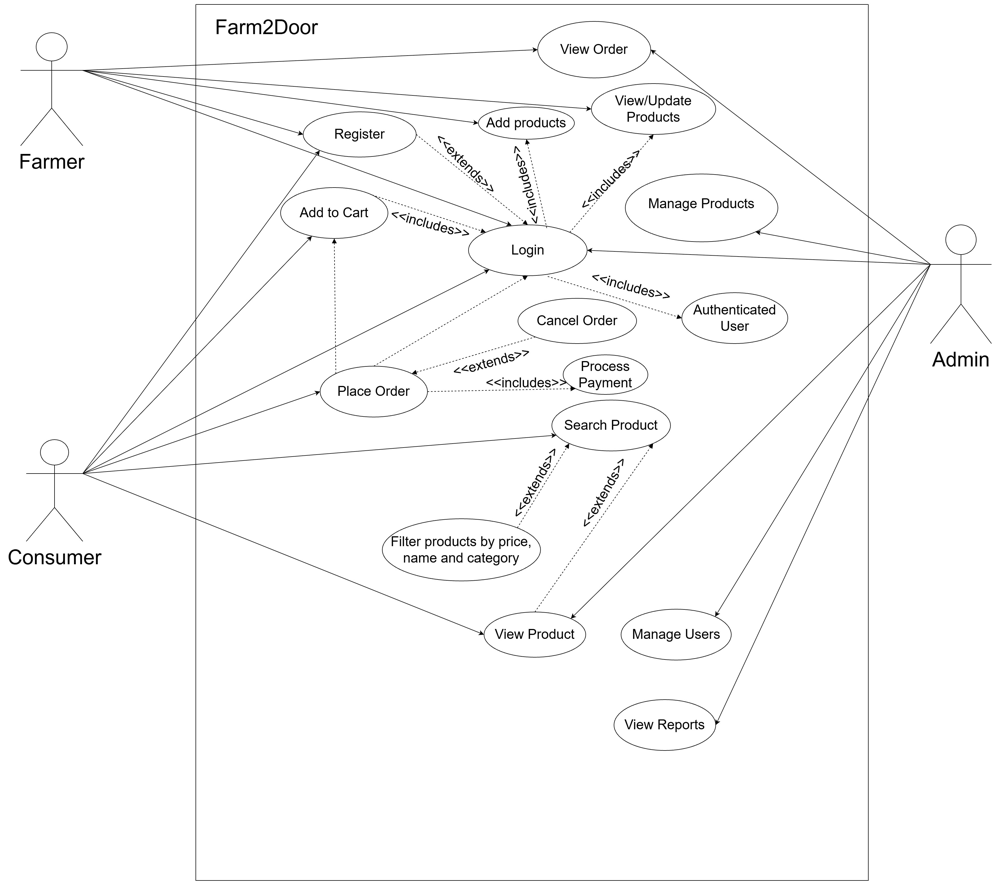 Farm2Door
View Order
View/Update
Products
Add products
Register
<<extends>>
<<includes>>
<<includes>>
Farmer
Manage Products
Add to Cart
<<includes>>
Login
<<includes>>
Authenticated
User
Cancel Order
Admin
<<extends>>
Process
Payment
<<includes>>
Place Order
Search Product
<<extends>>
<<extends>>
Consumer
Filter products by price,
name and category
View Product
Manage Users
View Reports